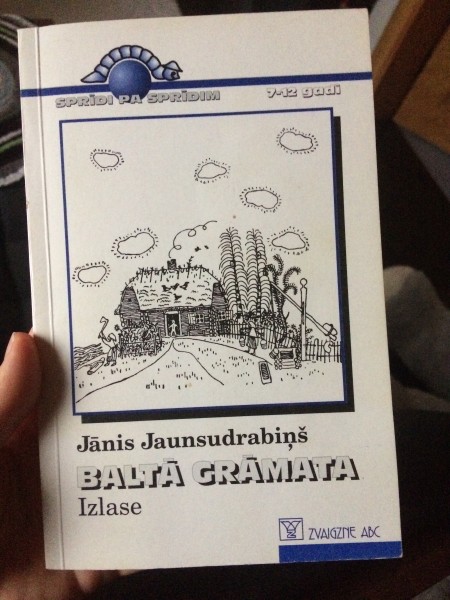 SPRĪDI PA SPRĪDIM 7-12 gadi
Jānis Jaunsudrabiņš
BALTĀ GRĀMATA
Izlase
ZVAIGZNE ABC